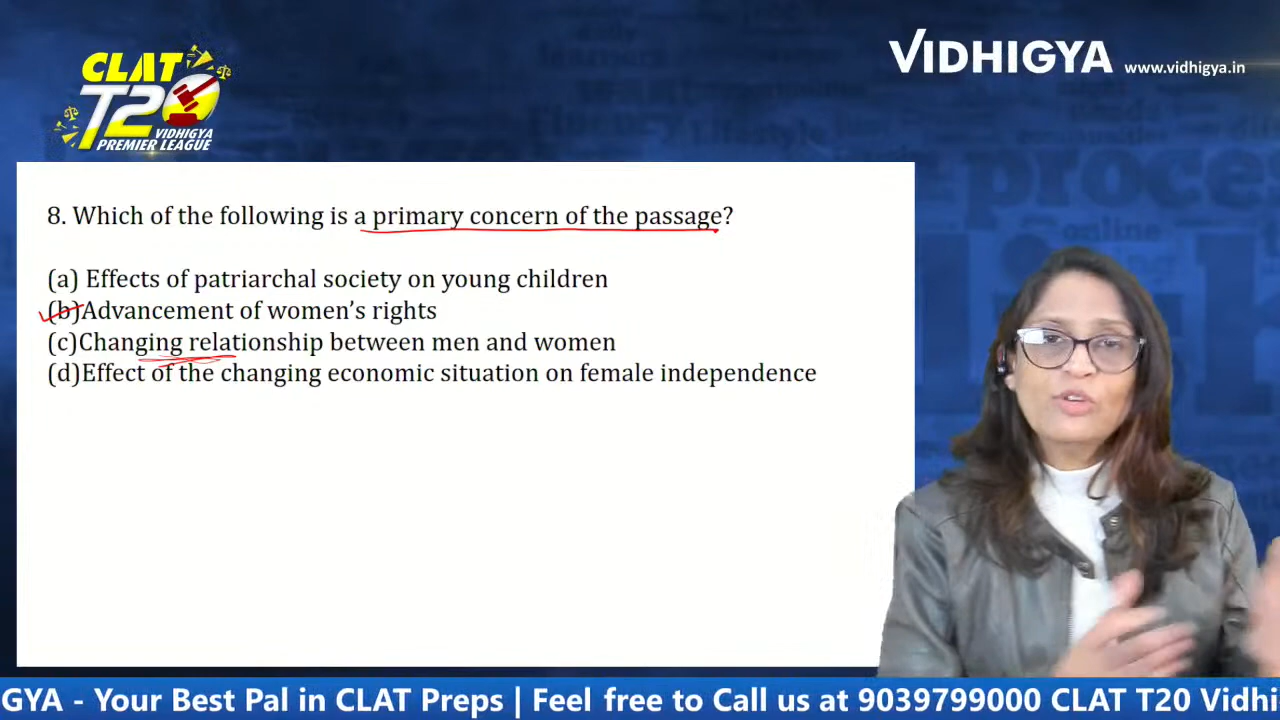 CLAT
T20
VIDHIGYA
PREMIER LEAGUE
VIDHIGYA www.vidhigya.in
8. Which of the following is a primary concern of the passage?
(a) Effects of patriarchal society on young children
(b)Advancement of women’s rights
(c)Changing relationship between men and women
(d)Effect of the changing economic situation on female independence
process
online
GYA - Your Best Pal in CLAT Preps | Feel free to Call us at 9039799000 CLAT T20 Vidhi